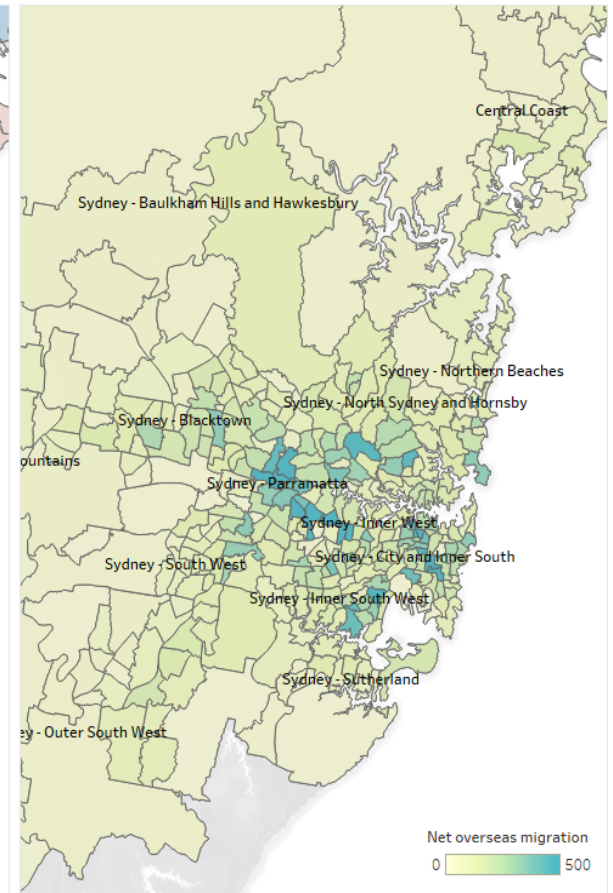 Central Coast
Sydney - Baulkham Hills and Hawkesbury
Sydney - Northern Beaches
Sydney - North Sydney and Hornsby
Sydney - Blacktown
ountains
Sydney - Parramatta
Sydney - Inner West
Sydney - City and Inner South
Sydney - South West
Sydney - Inner South West
Sydney - Sutherland
ey - Outer South West
Net overseas migration
0 500